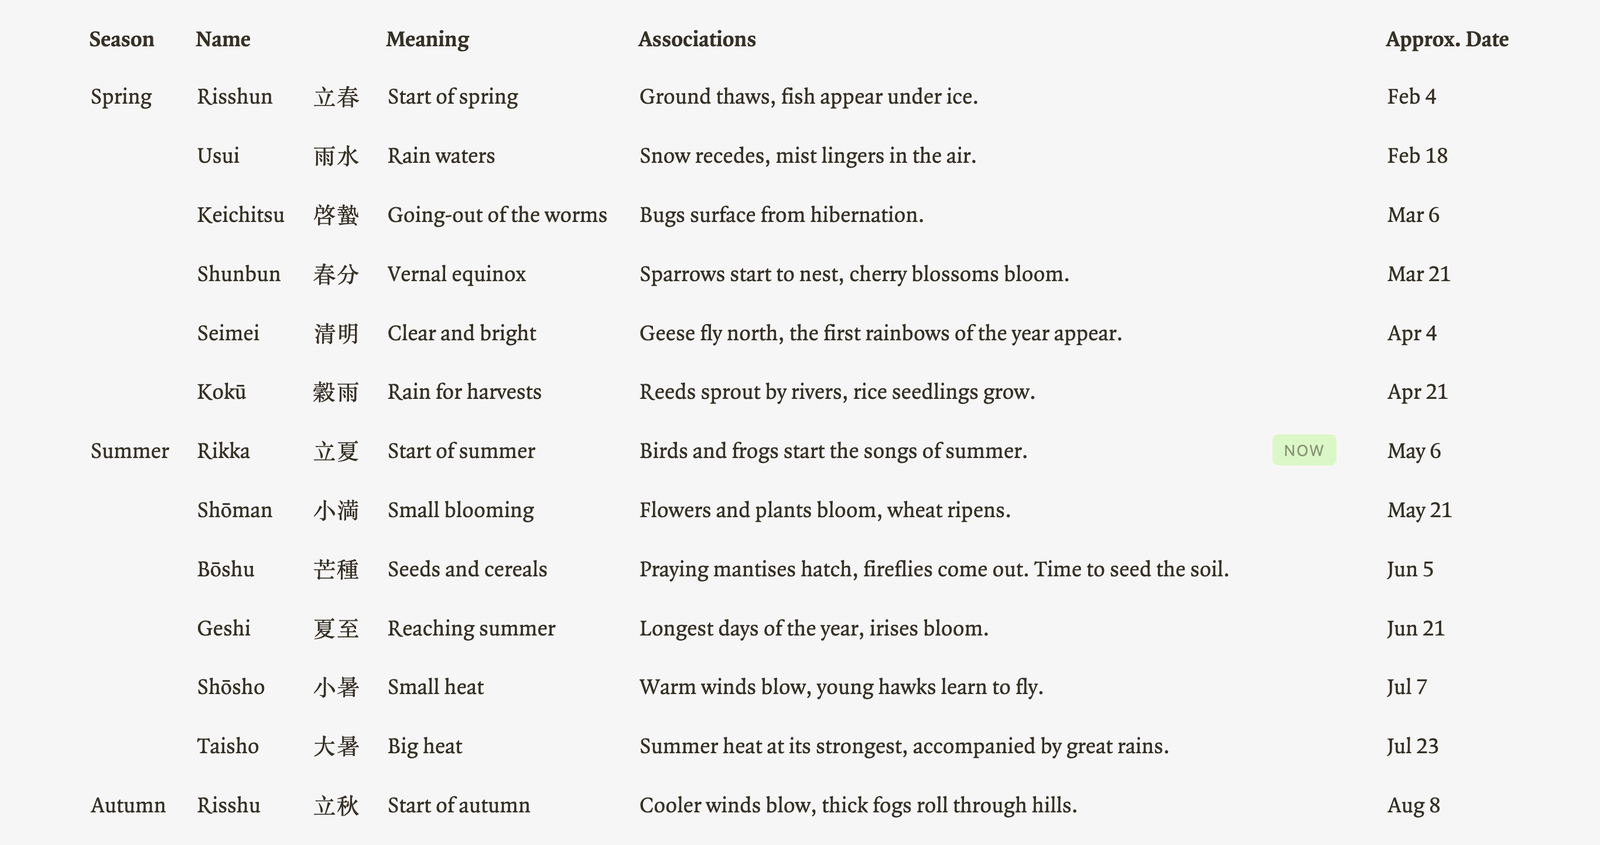 Season Name Meaning Associations Approx. Date
Spring Risshun 立春 Start of spring Ground thaws, fish appear under ice. Feb 4
Usui 雨水 Rain waters Snow recedes, mist lingers in the air. Feb 18
Keichitsu 啓蟄 Going-out of the worms Bugs surface from hibernation. Mar 6
Shunbun 春分 Vernal equinox Sparrows start to nest, cherry blossoms bloom. Mar 21
Seimei 清明 Clear and bright Geese fly north, the first rainbows of the year appear. Apr 4
Kokū 穀雨 Rain for harvests Reeds sprout by rivers, rice seedlings grow. Apr 21
Summer Rikka 立夏 Start of summer Birds and frogs start the songs of summer. NOW May 6
Shōman 小満 Small blooming Flowers and plants bloom, wheat ripens. May 21
Bōshu 芒種 Seeds and cereals Praying mantises hatch, fireflies come out. Time to seed the soil. Jun 5
Geshi 夏至 Reaching summer Longest days of the year, irises bloom. Jun 21
Shōsho 小暑 Small heat Warm winds blow, young hawks learn to fly. Jul 7
Taisho 大暑 Big heat Summer heat at its strongest, accompanied by great rains. Jul 23
Autumn Risshu 立秋 Start of autumn Cooler winds blow, thick fogs roll through hills. Aug 8